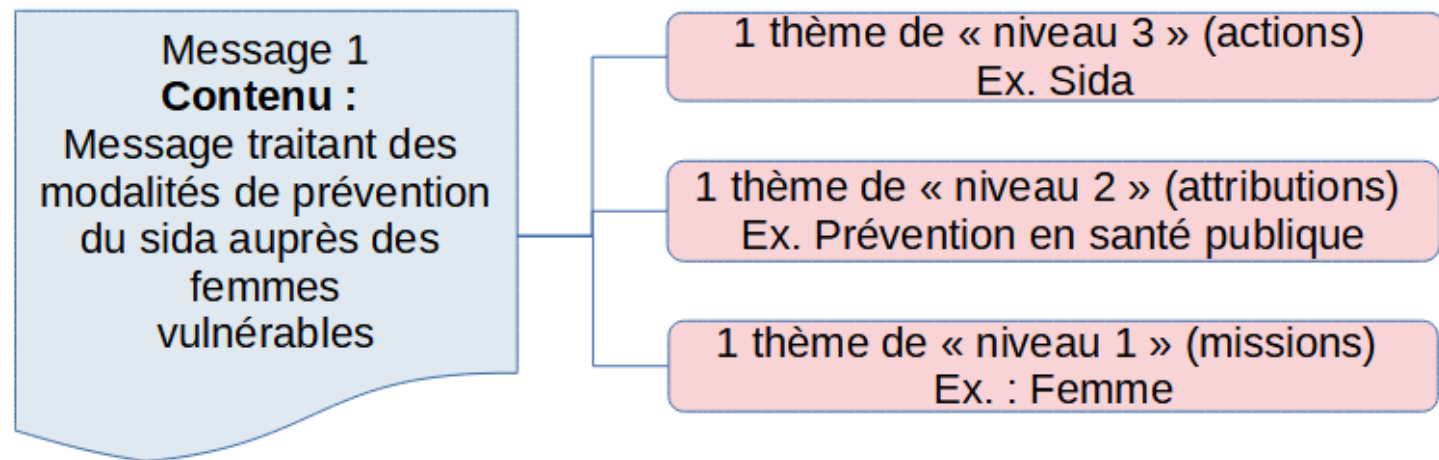 Message 1
Contenu :
Message traitant des
modalités de prévention
du sida auprès des
femmes
vulnérables
1 thème de « niveau 3 » (actions)
Ex. Sida
1 thème de « niveau 2 » (attributions)
Ex. Prévention en santé publique
1 thème de « niveau 1 » (missions)
Ex. : Femme